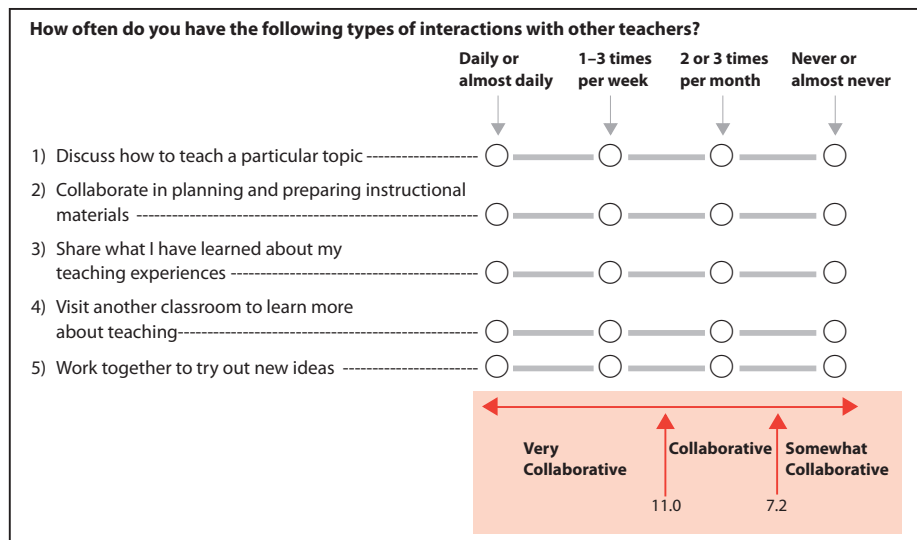 How often do you have the following types of interactions with other teachers?
Daily or almost daily
1–3 times per week
2 or 3 times per month
Never or almost never
1) Discuss how to teach a particular topic
2) Collaborate in planning and preparing instructional
materials
3) Share what I have learned about my
teaching experiences
4) Visit another classroom to learn more
about teaching
5) Work together to try out new ideas
Very Collaborative
Collaborative
Somewhat Collaborative
11.0
7.2